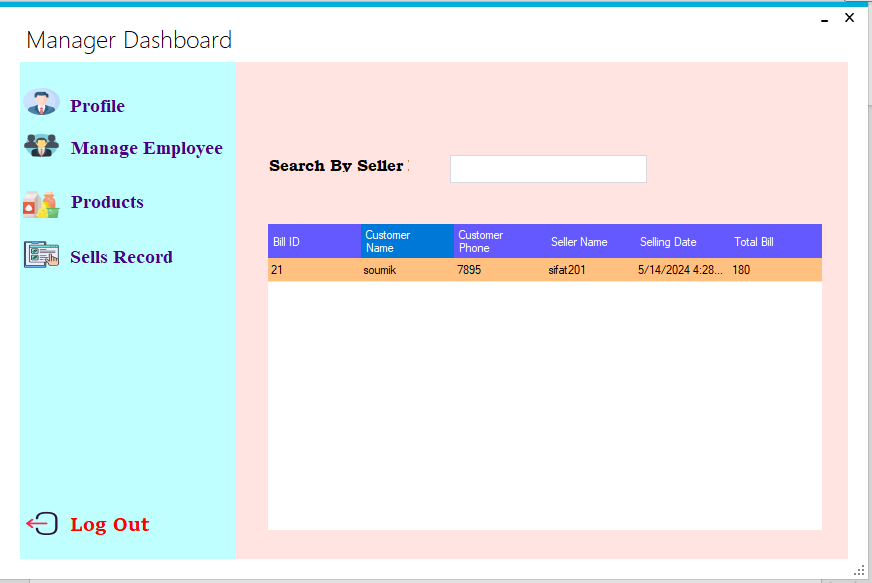 Manager Dashboard
Profile
Manage Employee
Products
Sells Record
Log Out
Search By Seller
Bill ID Customer Name Customer Phone Seller Name Selling Date Total Bill
21 soumik 7895 sifat201 5/14/2024 4:28... 180